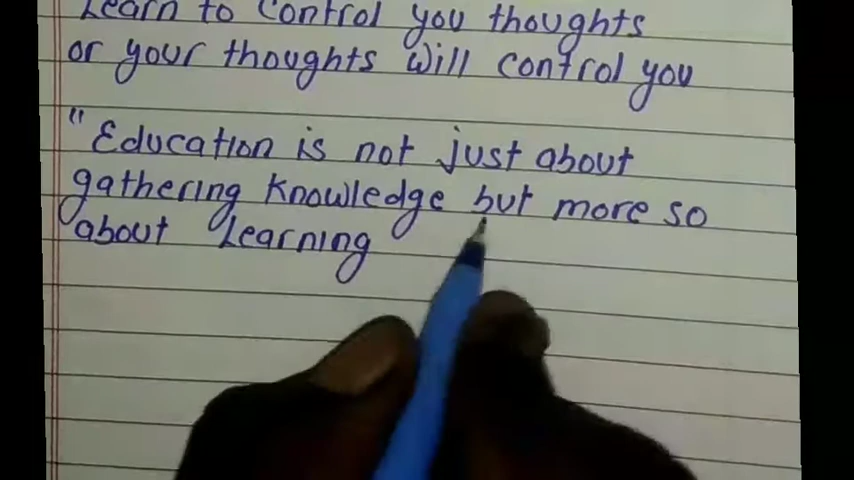 Learn to control you thoughts
or your thoughts will control you
"Education is not just about
gathering knowledge but more so
about Learning